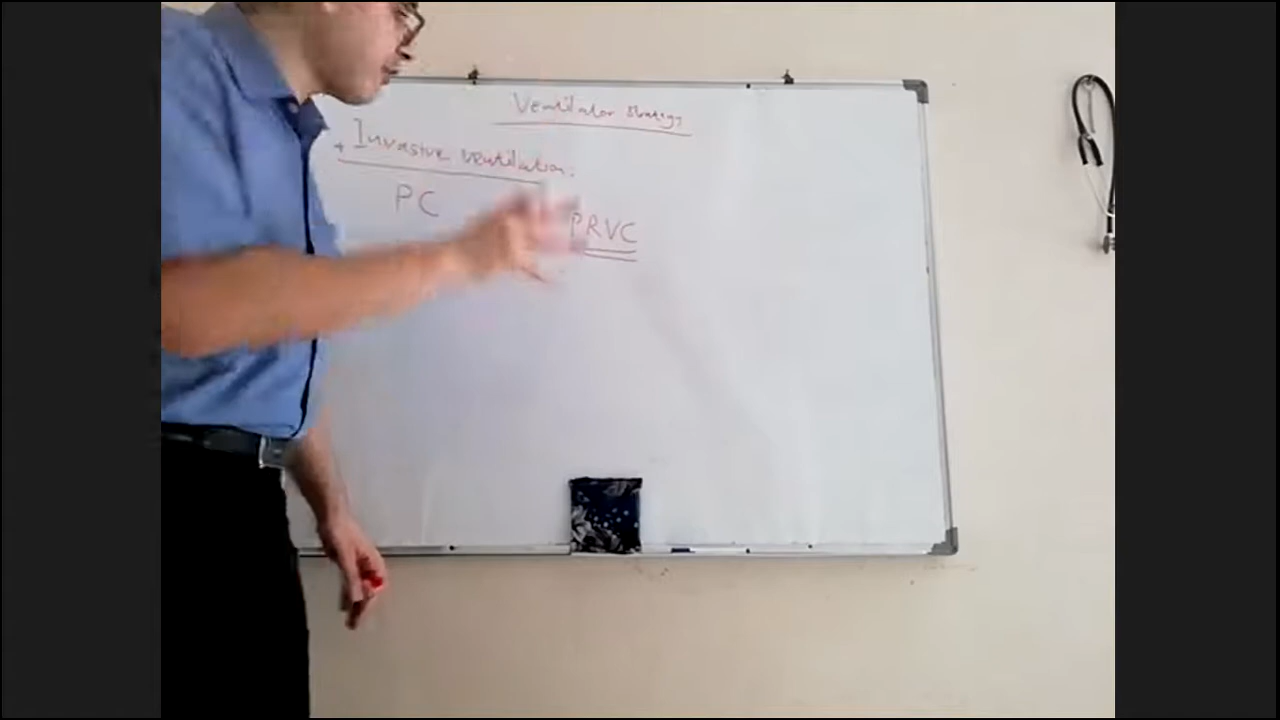 Ventilator strategy
+ Invasive ventilation.
PC
PRVC